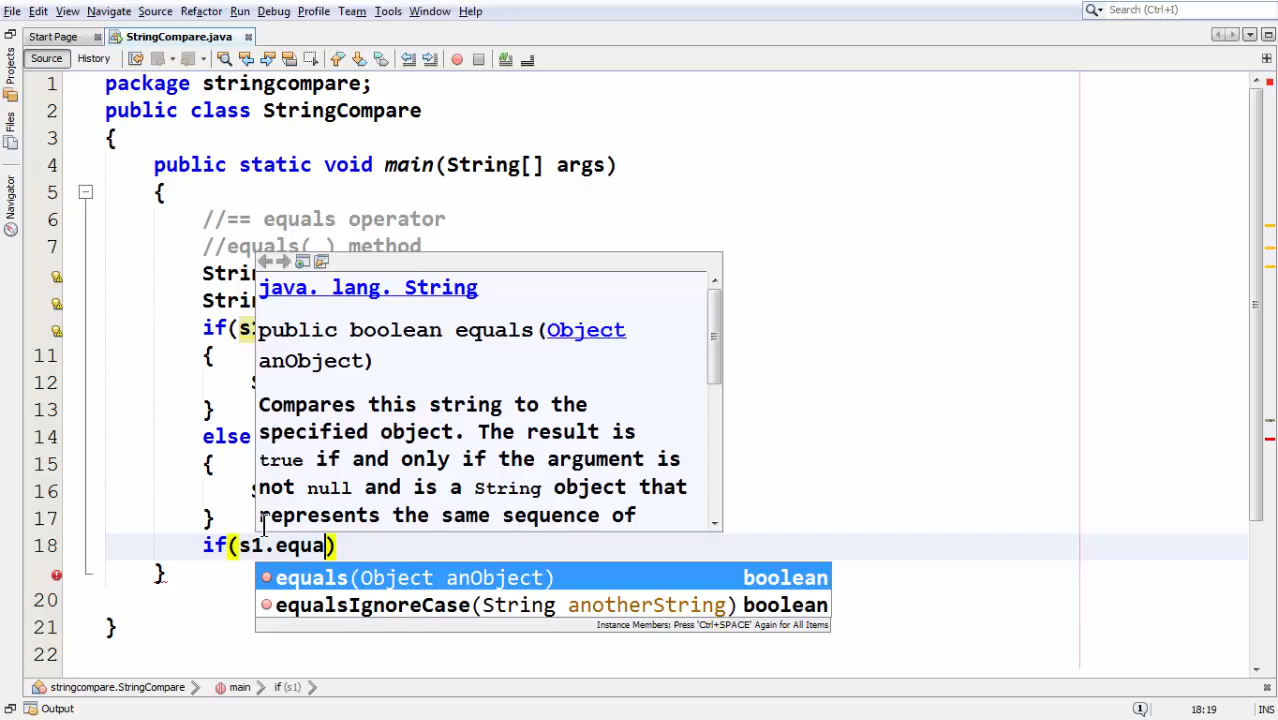 File Edit View Navigate Source Refactor Run Debug Profile Team Tools Window Help
Search (Ctrl+I)
Start Page StringCompare.java
Source History
Projects
Files
Navigator
1 package stringcompare;
2 public class StringCompare
3 {
4 public static void main(String[] args)
5 {
6 //== equals operator
7 //equals( ) method
Strin
Strin
if(s1
11 {
12 S
13 }
14 else
15 {
16 S
17 }
18 if(s1.equa)
}
20
21 }
22
java. lang. String
public boolean equals(Object
anObject)
Compares this string to the
specified object. The result is
true if and only if the argument is
not null and is a String object that
represents the same sequence of
equals(Object anObject) boolean
equalsIgnoreCase(String anotherString) boolean
Instance Members; Press 'Ctrl+SPACE' Again for All Items
stringcompare.StringCompare main if (s1)
Output
18:19 INS